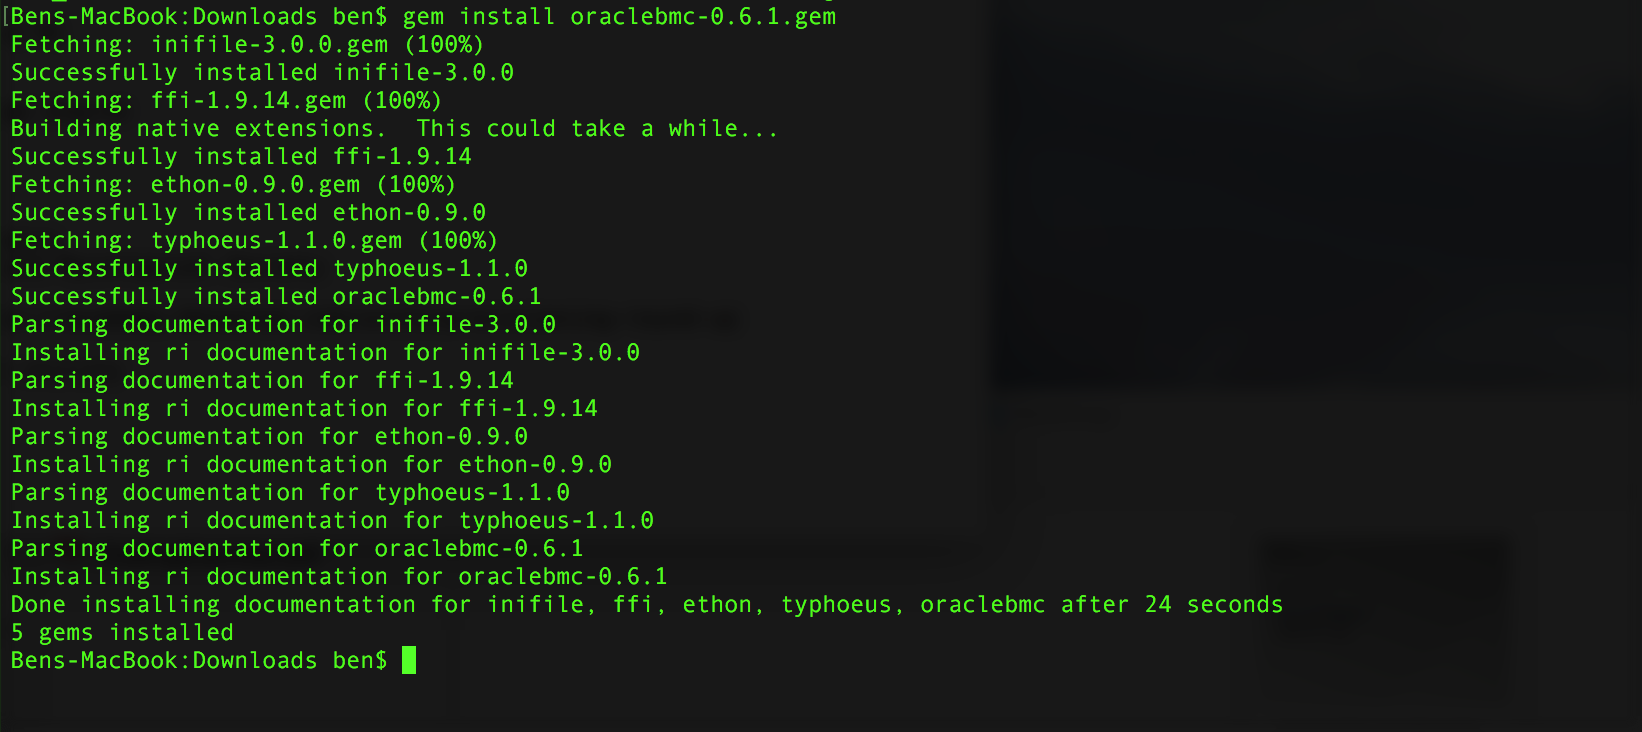 [Bens-MacBook:Downloads ben$ gem install oraclebmc-0.6.1.gem
Fetching: inifile-3.0.0.gem (100%)
Successfully installed inifile-3.0.0
Fetching: ffi-1.9.14.gem (100%)
Building native extensions.  This could take a while...
Successfully installed ffi-1.9.14
Fetching: ethon-0.9.0.gem (100%)
Successfully installed ethon-0.9.0
Fetching: typhoeus-1.1.0.gem (100%)
Successfully installed typhoeus-1.1.0
Successfully installed oraclebmc-0.6.1
Parsing documentation for inifile-3.0.0
Installing ri documentation for inifile-3.0.0
Parsing documentation for ffi-1.9.14
Installing ri documentation for ffi-1.9.14
Parsing documentation for ethon-0.9.0
Installing ri documentation for ethon-0.9.0
Parsing documentation for typhoeus-1.1.0
Installing ri documentation for typhoeus-1.1.0
Parsing documentation for oraclebmc-0.6.1
Installing ri documentation for oraclebmc-0.6.1
Done installing documentation for inifile, ffi, ethon, typhoeus, oraclebmc after 24 seconds
5 gems installed
Bens-MacBook:Downloads ben$